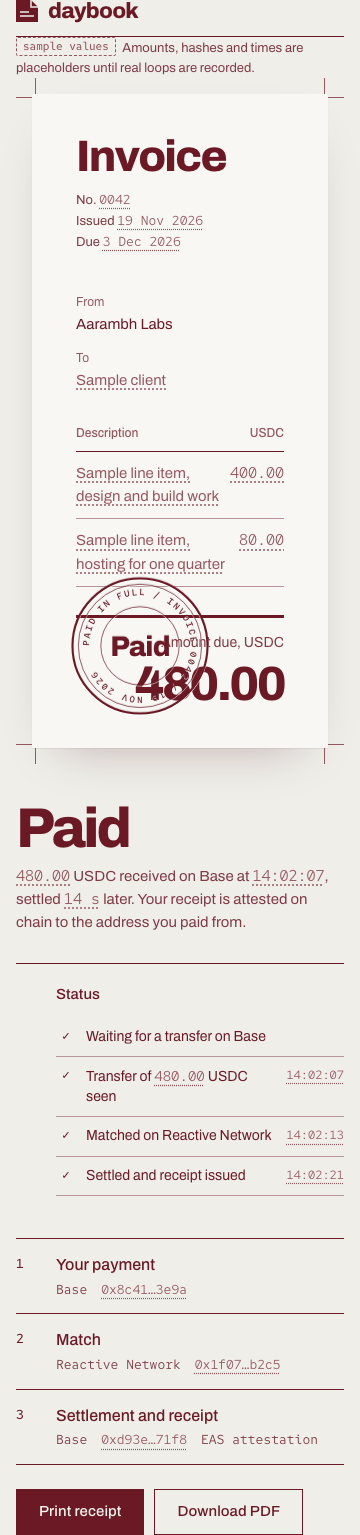 daybook
sample values Amounts, hashes and times are
placeholders until real loops are recorded.
Invoice
No. 0042
Issued 19 Nov 2026
Due 3 Dec 2026
From
Aarambh Labs
To
Sample client
Description USDC
Sample line item, 400.00
design and build work
Sample line item, 80.00
hosting for one quarter
PAID IN FULL / INVOICE 0042 / 19 NOV 2026
Paid
Amount due, USDC
480.00
Paid
480.00 USDC received on Base at 14:02:07,
settled 14 s later. Your receipt is attested on
chain to the address you paid from.
Status
✓ Waiting for a transfer on Base
✓ Transfer of 480.00 USDC 14:02:07
seen
✓ Matched on Reactive Network 14:02:13
✓ Settled and receipt issued 14:02:21
1 Your payment
Base 0x8c41…3e9a
2 Match
Reactive Network 0x1f07…b2c5
3 Settlement and receipt
Base 0xd93e…71f8 EAS attestation
Print receipt Download PDF